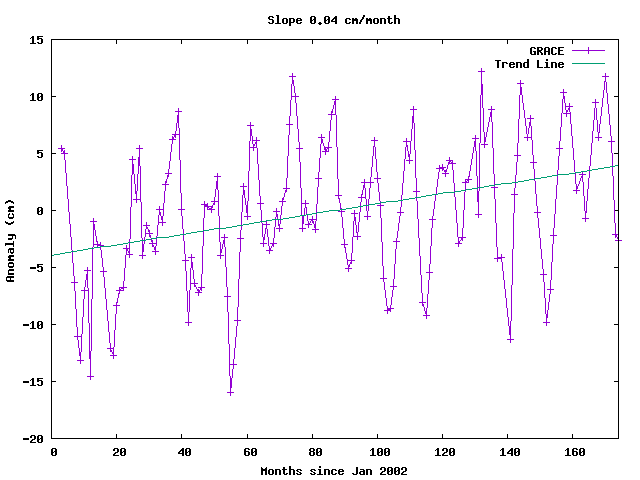 Slope 0.04 cm/month
GRACE
Trend Line
15
10
5
0
-5
-10
-15
-20
Anomaly (cm)
0 20 40 60 80 100 120 140 160
Months since Jan 2002